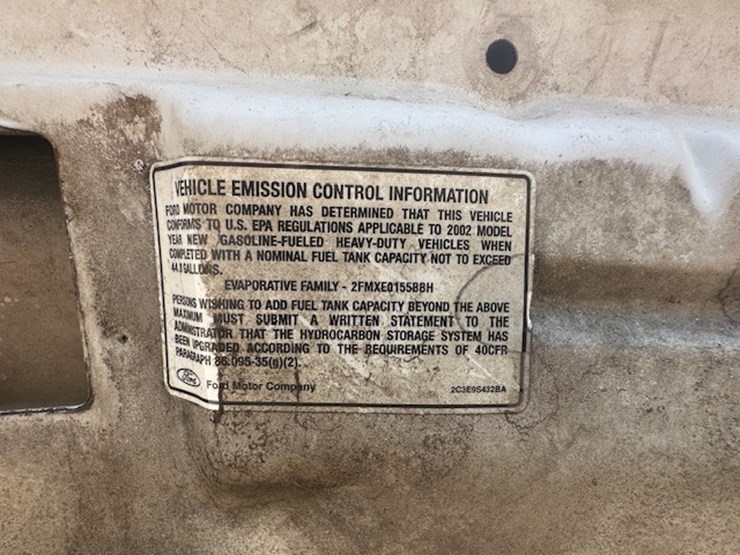 VEHICLE EMISSION CONTROL INFORMATION
FORD MOTOR COMPANY HAS DETERMINED THAT THIS VEHICLE
CONFORMS TO U.S. EPA REGULATIONS APPLICABLE TO 2002 MODEL
YEAR NEW GASOLINE-FUELED HEAVY-DUTY VEHICLES WHEN
COMPLETED WITH A NOMINAL FUEL TANK CAPACITY NOT TO EXCEED
44.0 GALLONS.
EVAPORATIVE FAMILY - 2FMXE0155BBH
PERSONS WISHING TO ADD FUEL TANK CAPACITY BEYOND THE ABOVE
MAXIMUM MUST SUBMIT A WRITTEN STATEMENT TO THE
ADMINISTRATOR THAT THE HYDROCARBON STORAGE SYSTEM HAS
BEEN UPGRADED ACCORDING TO THE REQUIREMENTS OF 40CFR
PARAGRAPH 86.095-35(g)(2).
Ford Ford Motor Company 2C3E9S432BA